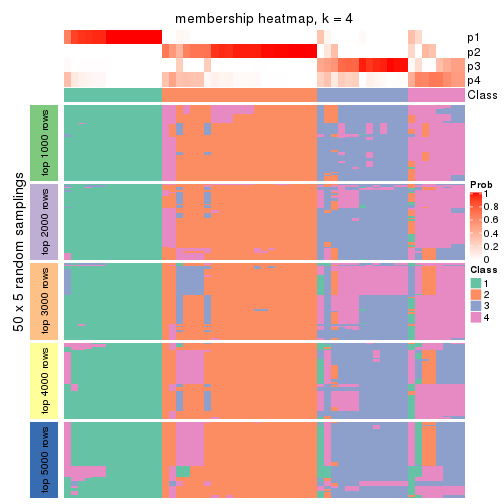 membership heatmap, k = 4
p1
p2
p3
p4
Class
50 x 5 random samplings
top 1000 rows
top 2000 rows
top 3000 rows
top 4000 rows
top 5000 rows
Prob
1
0.8
0.6
0.4
0.2
0
Class
1
2
3
4